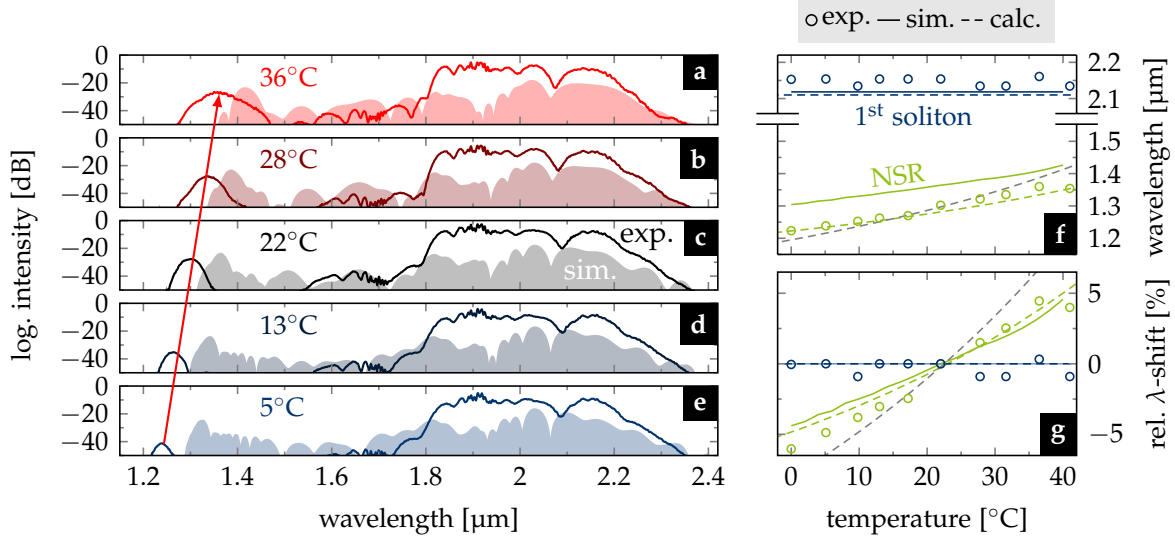 exp. sim. calc.
0
−20
−40
36°C
a
0
−20
−40
28°C
b
0
−20
−40
22°C
exp.
sim.
c
0
−20
−40
13°C
d
0
−20
−40
5°C
e
log. intensity [dB]
1.2 1.4 1.6 1.8 2 2.2 2.4
wavelength [µm]
2.2
2.1
1st soliton
1.5
1.4
1.3
1.2
NSR
f
wavelength [µm]
5
0
−5
g
rel. λ-shift [%]
0 10 20 30 40
temperature [°C]